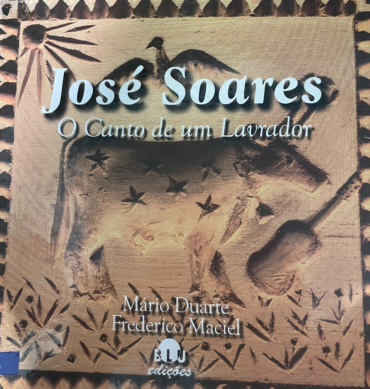 José Soares
O Canto de um Lavrador
Mário Duarte
Frederico Maciel
BLU
edições